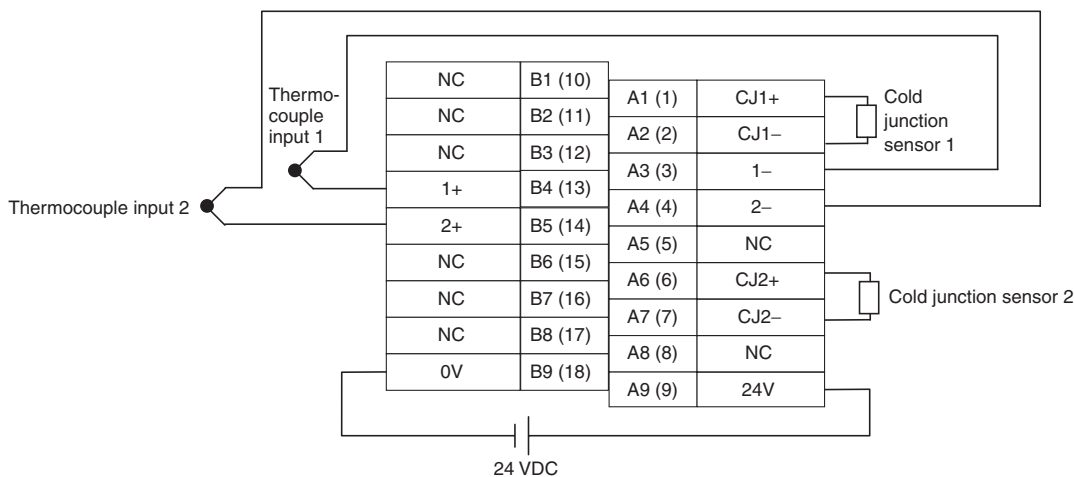 Thermo-
couple
input 1
Thermocouple input 2
NC B1 (10)
NC B2 (11)
NC B3 (12)
1+ B4 (13)
2+ B5 (14)
NC B6 (15)
NC B7 (16)
NC B8 (17)
0V B9 (18)
A1 (1) CJ1+
A2 (2) CJ1−
A3 (3) 1−
A4 (4) 2−
A5 (5) NC
A6 (6) CJ2+
A7 (7) CJ2−
A8 (8) NC
A9 (9) 24V
Cold
junction
sensor 1
Cold junction sensor 2
24 VDC